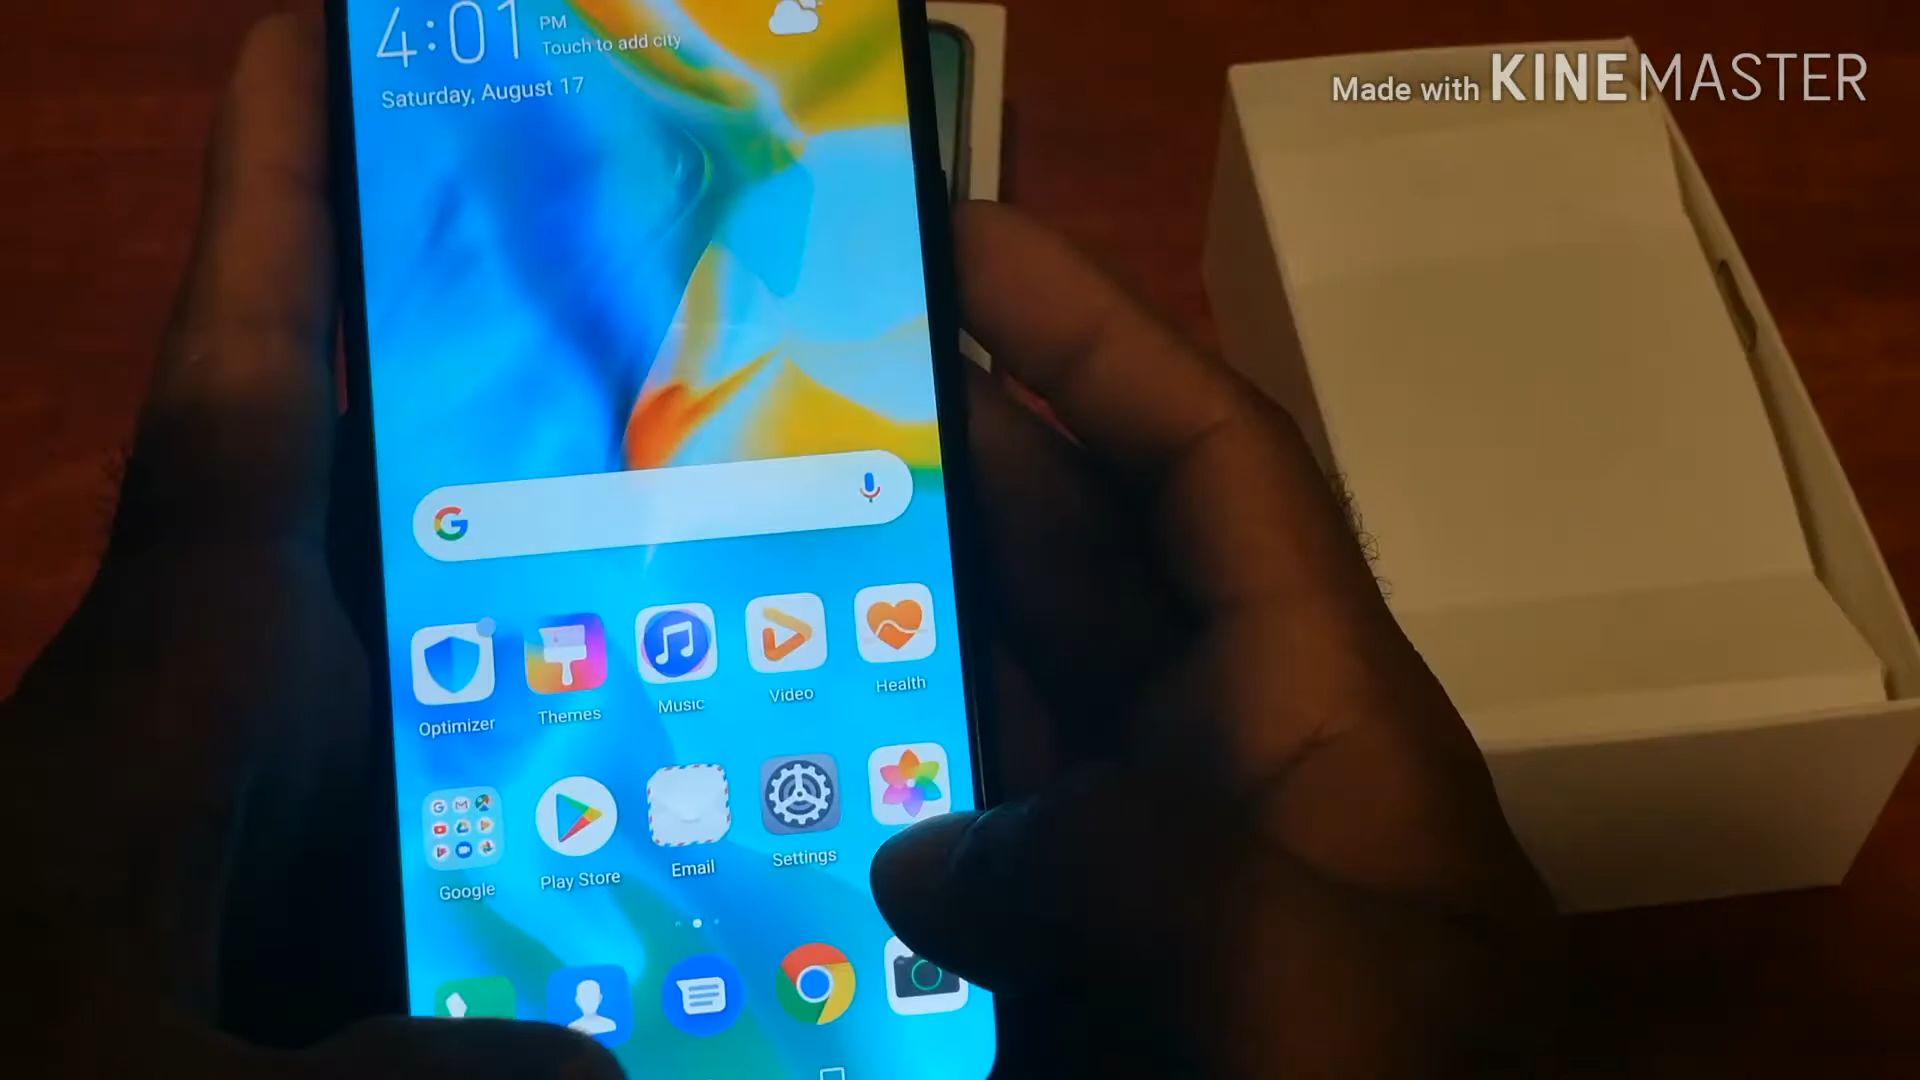 4:01 PM
Touch to add city
Saturday, August 17
Made with KINEMASTER
Optimizer
Themes
Music
Video
Health
Google
Play Store
Email
Settings